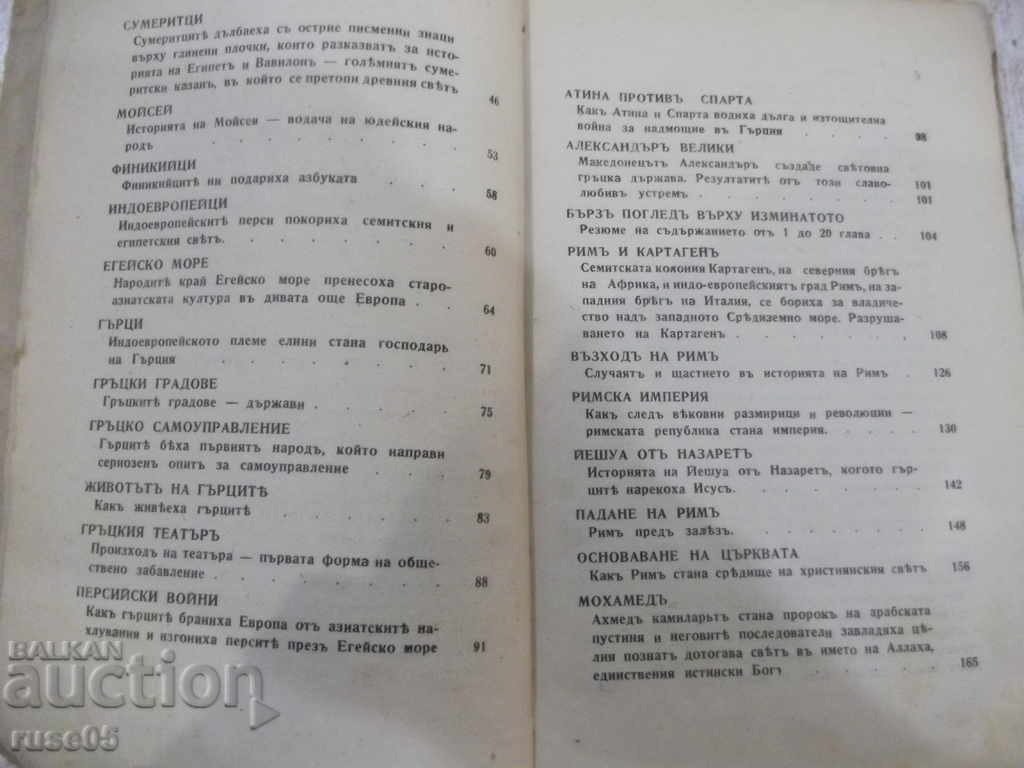 СУМЕРИТЦИ
Сумеритцитѣ дълбаеха съ острие писмени знаци
върху глинени плочки, които разказватъ за исто-
рията на Египетъ и Вавилонъ — голѣмиятъ суме-
ритски казанъ, въ който се претопи древния свѣтъ
46
МОЙСЕЙ
Историята на Мойсея — водача на юдейския на-
родъ
53
ФИНИКИЙЦИ
Финикийцитѣ ни подариха азбуката
58
ИНДОЕВРОПЕЙЦИ
Индоевропейскитѣ перси покориха семитския и
египетския свѣтъ.
60
ЕГЕЙСКО МОРЕ
Народитѣ край Егейско море пренесоха старо-
азиатската култура въ дивата още Европа
64
ГЪРЦИ
Индоевропейското племе елини стана господарь
на Гърция
71
ГРЪЦКИ ГРАДОВЕ
Гръцкитѣ градове — държави
75
ГРЪЦКО САМОУПРАВЛЕНИЕ
Гърцитѣ бѣха първиятъ народъ, който направи
сериозенъ опитъ за самоуправление
79
ЖИВОТЪТЪ НА ГЪРЦИТѢ
Какъ живѣеха гърцитѣ
83
ГРЪЦКИЯ ТЕАТЪРЪ
Произходъ на театъра — първата форма на обще-
ствено забавление
88
ПЕРСИЙСКИ ВОЙНИ
Какъ гърцитѣ браниха Европа отъ азиатскитѣ на-
хлувания и изгониха перситѣ презъ Егейско море
91
АТИНА ПРОТИВЪ СПАРТА
Какъ Атина и Спарта водиха дълга и изтощителна
война за надмощие въ Гърция
98
АЛЕКСАНДЪРЪ ВЕЛИКИ
Македонецътъ Александъръ създаде свѣтовна
гръцка държава. Резултатитѣ отъ този славо-
101
любивъ устремъ
101
БЪРЗЪ ПОГЛЕДЪ ВЪРХУ ИЗМИНАТОТО
Резюме на съдържанието отъ 1 до 20 глава
104
РИМЪ И КАРТАГЕНЪ
Семитската колония Картагенъ, на северния брѣгъ
на Африка, и индо-европейскиятъ град Римъ, на за-
падния брѣгъ на Италия, се бориха за владиче-
ство надъ западното Срѣдиземно море. Разруша-
ването на Картагенъ
108
ВЪЗХОДЪ НА РИМЪ
Случаятъ и щастието въ историята на Римъ
126
РИМСКА ИМПЕРИЯ
Какъ следъ вѣковни размирици и революции —
римската република стана империя.
130
ЙЕШУА ОТЪ НАЗАРЕТЪ
Историята на Йешуа отъ Назаретъ, когото гър-
цитѣ нарекоха Исусъ.
142
ПАДАНЕ НА РИМЪ
Римъ предъ залѣзъ.
148
ОСНОВАВАНЕ НА ЦЪРКВАТА
Какъ Римъ стана срѣдище на християнския свѣтъ
156
МОХАМЕДЪ
Ахмедъ камиларьтъ стана пророкъ на арабската
пустиня и неговитѣ последователи завладяха цѣ-
лия познатъ дотогава свѣтъ въ името на Аллаха,
единствения истински Богъ
165
BALKAN
auction
ruse05